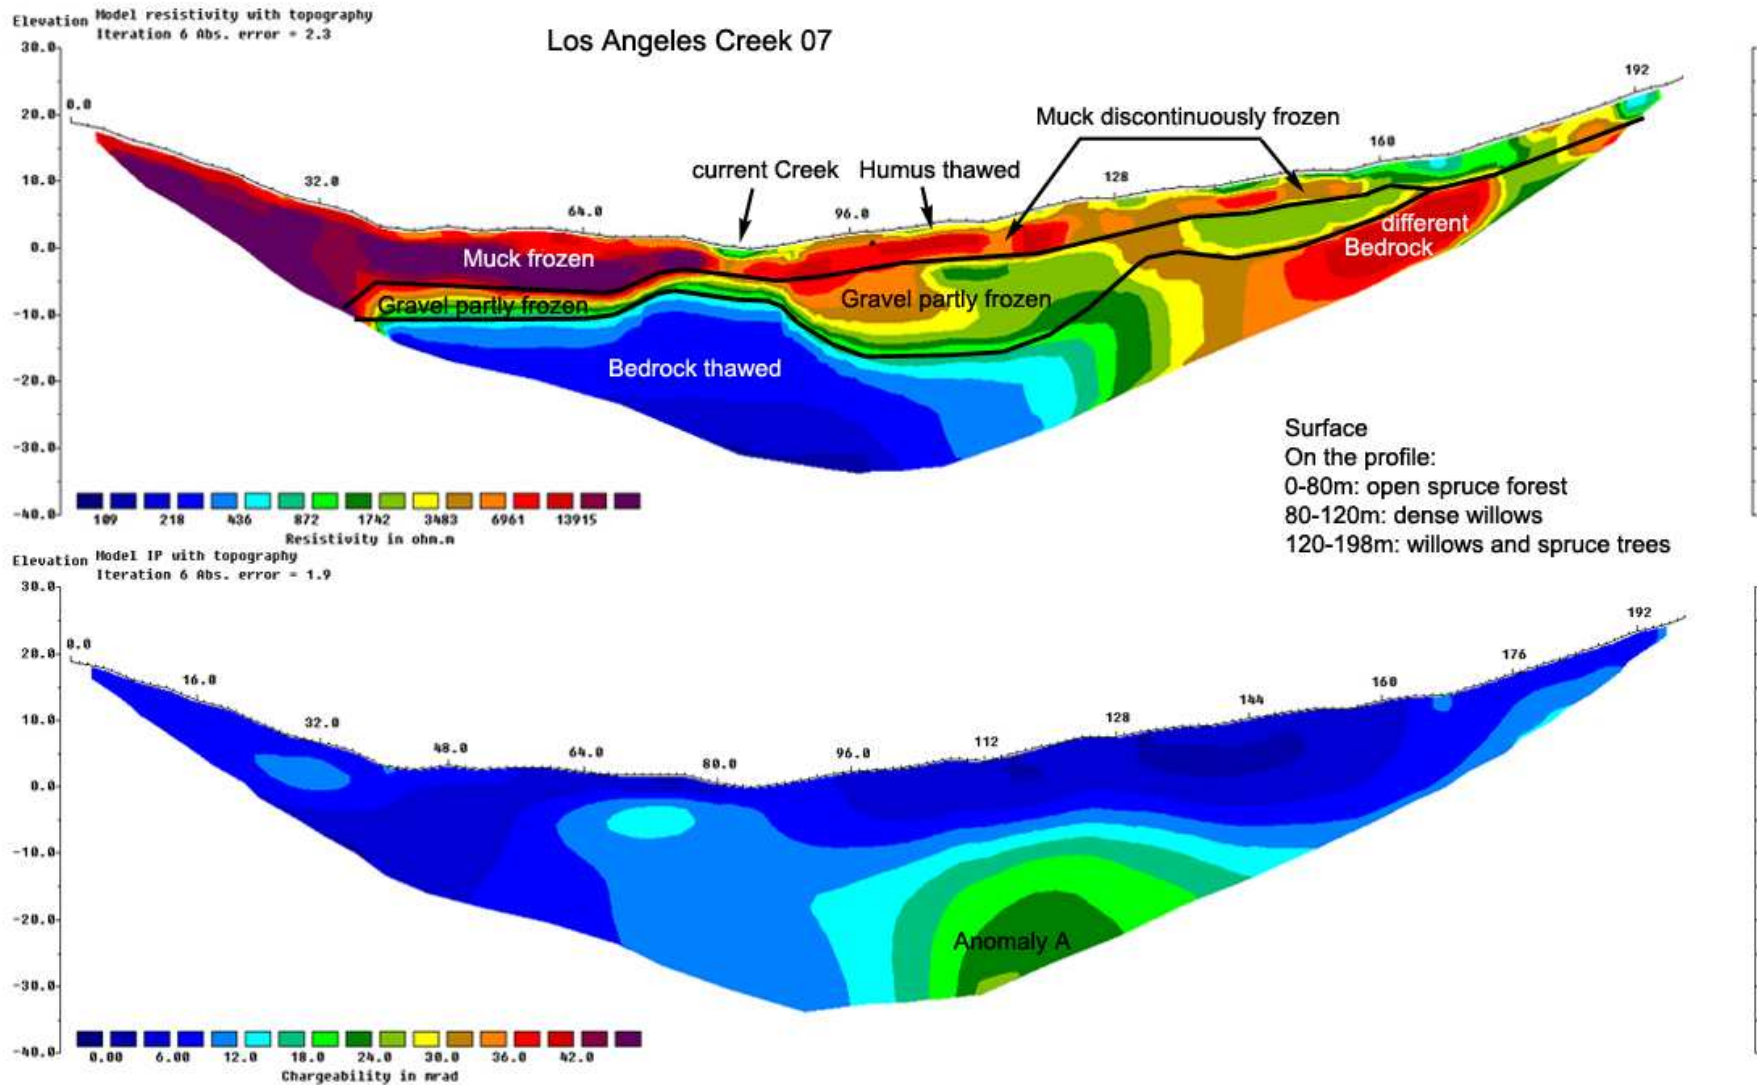 Elevation Model resistivity with topography
Iteration 6 Abs. error = 2.3
Los Angeles Creek 07
30.0
20.0
10.0
0.0
-10.0
-20.0
-30.0
-40.0
0.0
32.0
64.0
96.0
128
160
192
Muck discontinuously frozen
current Creek
Humus thawed
Muck frozen
Gravel partly frozen
Gravel partly frozen
different
Bedrock
Bedrock thawed
109 218 436 872 1742 3483 6961 13915
Resistivity in ohm.m
Surface
On the profile:
0-80m: open spruce forest
80-120m: dense willows
120-198m: willows and spruce trees
Elevation Model IP with topography
Iteration 6 Abs. error = 1.9
30.0
20.0
10.0
0.0
-10.0
-20.0
-30.0
-40.0
0.0
16.0
32.0
48.0
64.0
80.0
96.0
112
128
144
160
176
192
Anomaly A
0.00 6.00 12.0 18.0 24.0 30.0 36.0 42.0
Chargeability in mrad